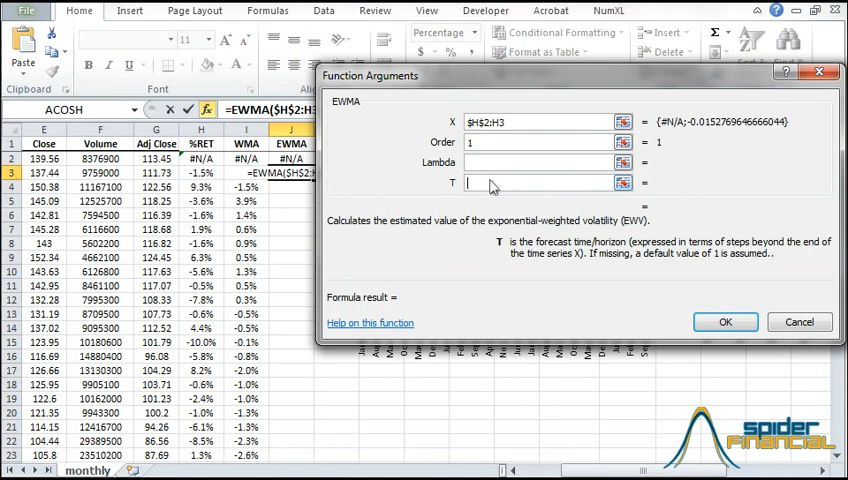 File Home Insert Page Layout Formulas Data Review View Developer Acrobat NumXL
Paste
Clipboard
B I U
Font
Percentage
$ %
Conditional Formatting
Format as Table
Insert
Delete
Σ
ACOSH
fx =EWMA($H$2:H3
E F G H I J
1 Close Volume Adj Close %RET WMA EWMA
2 139.56 8376900 113.45 #N/A #N/A #N/A
3 137.44 9759000 111.73 -1.5% =EWMA($H$2:H
4 150.38 11167100 122.56 9.3% -1.5%
5 145.09 12525700 118.25 -3.6% 3.9%
6 142.81 7594500 116.39 -1.6% 1.4%
7 145.61 6126900 118.68 1.9% 0.6%
8 143 5602200 116.82 -1.6% 0.9%
9 152.34 4662100 124.45 6.3% 0.5%
10 143.63 6126800 117.63 -5.6% 1.3%
11 142.95 8461100 117.07 -0.5% 0.5%
12 132.28 7995300 108.33 -7.8% 0.3%
13 131.19 8209500 107.73 -0.6% -0.5%
14 137.02 9095300 112.52 4.4% -0.5%
15 123.95 10180600 101.79 -10.0% -0.1%
16 116.69 14880400 96.08 -5.8% -0.8%
17 126.66 13130300 104.29 8.2% -2.0%
18 125.95 9905100 103.71 -0.6% -1.0%
19 122.6 10162000 101.23 -2.4% -1.0%
20 121.35 9943300 100.2 -1.0% -1.3%
21 114.15 12416700 94.26 -6.1% -1.3%
22 104.44 29389500 86.56 -8.5% -2.3%
23 105.8 23520900 87.69 1.3% -2.6%
monthly
Function Arguments
EWMA
X $H$2:H3 = {#N/A;-0.0152769646666044}
Order 1 = 1
Lambda =
T =
=
Calculates the estimated value of the exponential-weighted volatility (EWV).
T is the forecast time/horizon (expressed in terms of steps beyond the end of
the time series X). If missing, a default value of 1 is assumed..
Formula result =
Help on this function
OK Cancel
spider
Financial